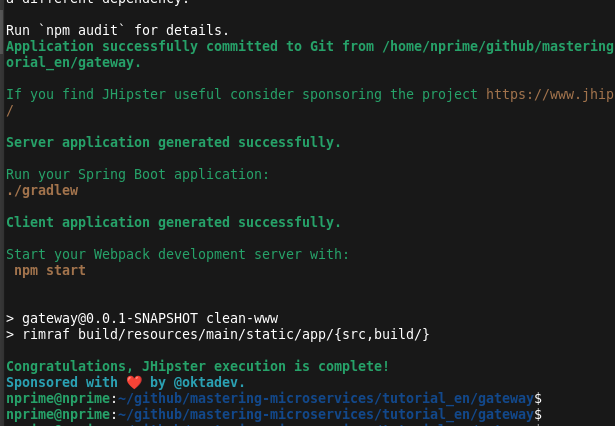 a different dependency.
Run `npm audit` for details.
Application successfully committed to Git from /home/nprime/github/mastering
orial_en/gateway.
If you find JHipster useful consider sponsoring the project https://www.jhip
/
Server application generated successfully.
Run your Spring Boot application:
./gradlew
Client application generated successfully.
Start your Webpack development server with:
npm start
> gateway@0.0.1-SNAPSHOT clean-www
> rimraf build/resources/main/static/app/{src,build/}
Congratulations, JHipster execution is complete!
Sponsored with ❤️ by @oktadev.
nprime@nprime:~/github/mastering-microservices/tutorial_en/gateway$
nprime@nprime:~/github/mastering-microservices/tutorial_en/gateway$